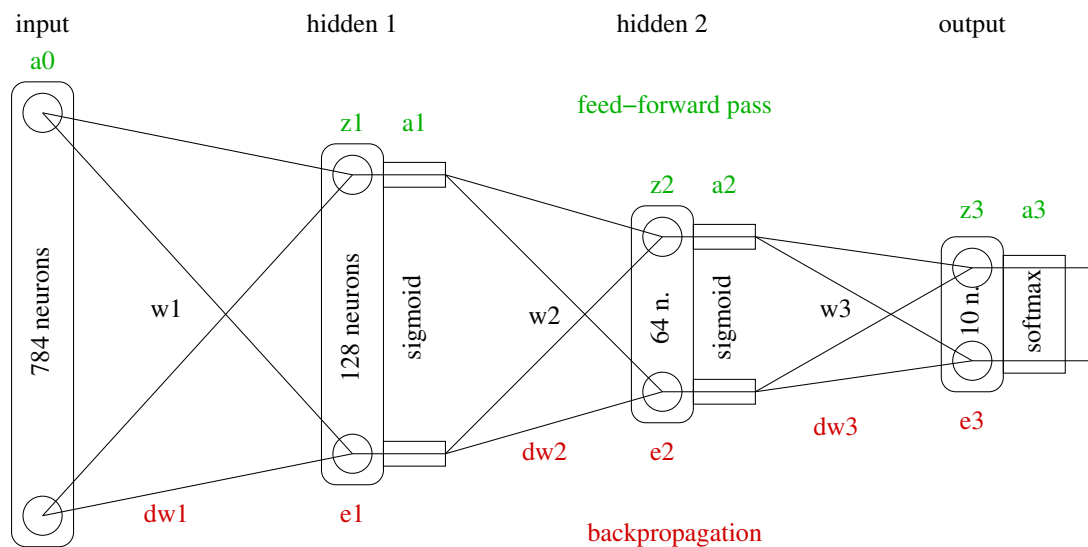 input
hidden 1
hidden 2
output
a0
feed−forward pass
z1
a1
z2
a2
z3
a3
784 neurons
w1
128 neurons
sigmoid
w2
64 n.
sigmoid
w3
10 n.
softmax
dw1
e1
dw2
e2
dw3
e3
backpropagation